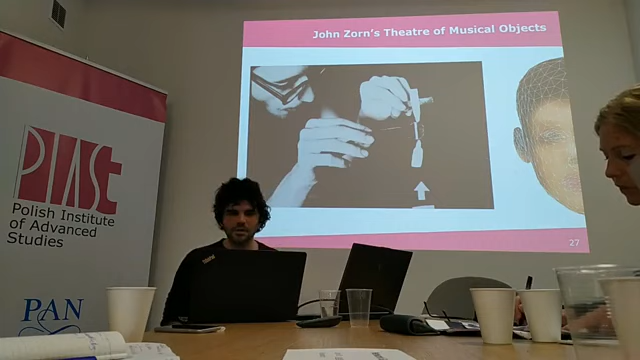 John Zorn's Theatre of Musical Objects
PIASt
Polish Institute
of Advanced
Studies
PAN
27